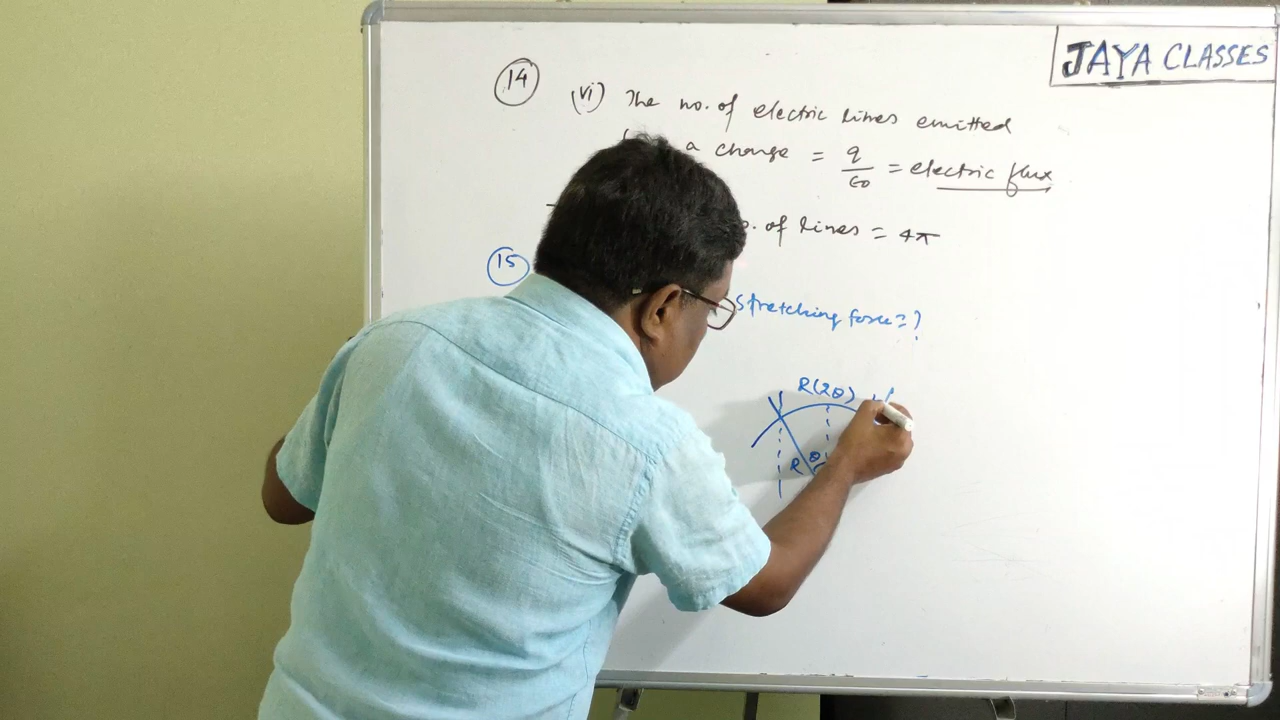 JAYA CLASSES
14
(vi) The no. of electric lines emitted
a charge = q/ε0 = electric flux
. of lines = 4π
15
stretching force = ?
R(2θ)
R θ